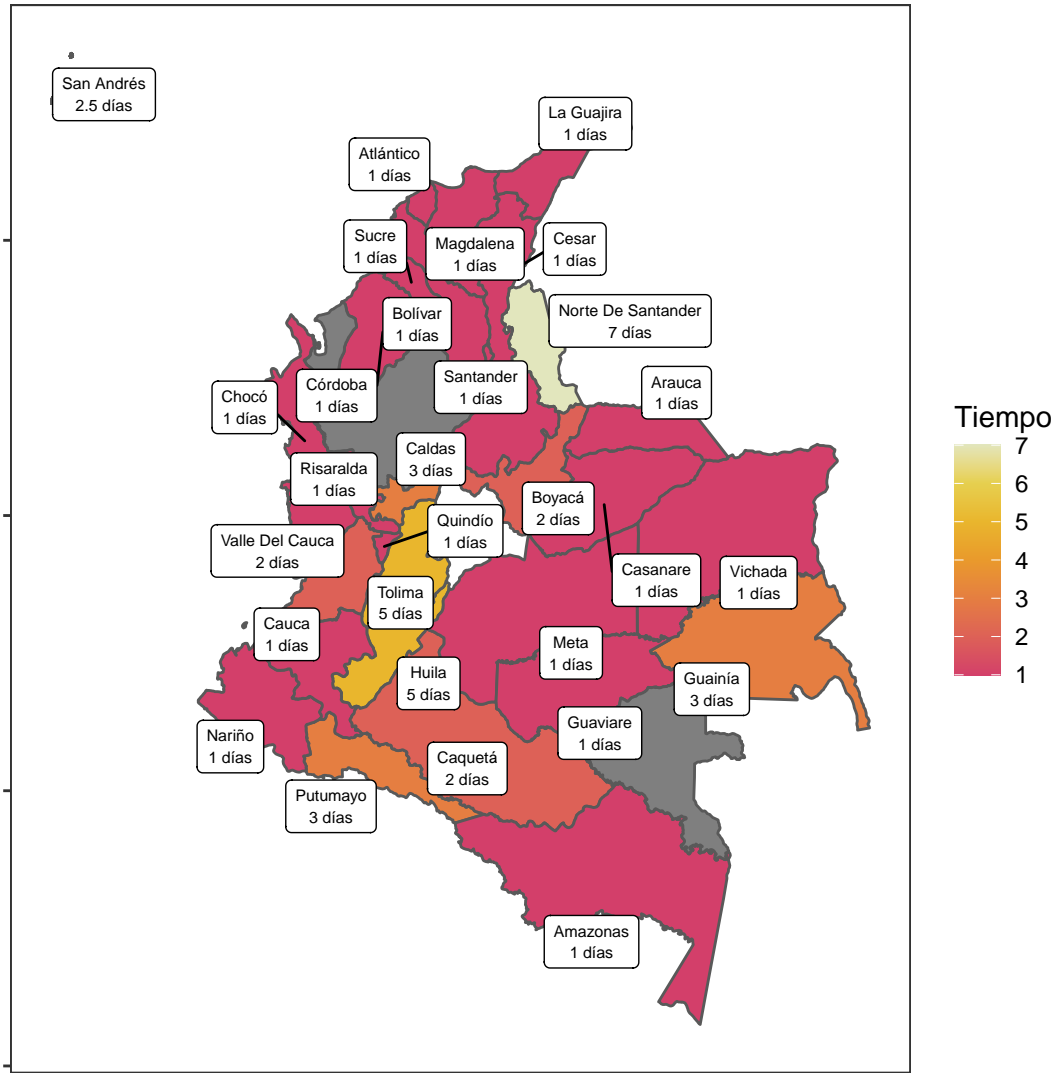 San Andrés
2.5 días
La Guajira
1 días
Atlántico
1 días
Sucre
1 días
Magdalena
1 días
Cesar
1 días
Bolívar
1 días
Norte De Santander
7 días
Córdoba
1 días
Santander
1 días
Arauca
1 días
Chocó
1 días
Caldas
3 días
Risaralda
1 días
Boyacá
2 días
Quindío
1 días
Valle Del Cauca
2 días
Casanare
1 días
Vichada
1 días
Tolima
5 días
Cauca
1 días
Meta
1 días
Huila
5 días
Guainía
3 días
Guaviare
1 días
Nariño
1 días
Caquetá
2 días
Putumayo
3 días
Amazonas
1 días
Tiempo
7
6
5
4
3
2
1